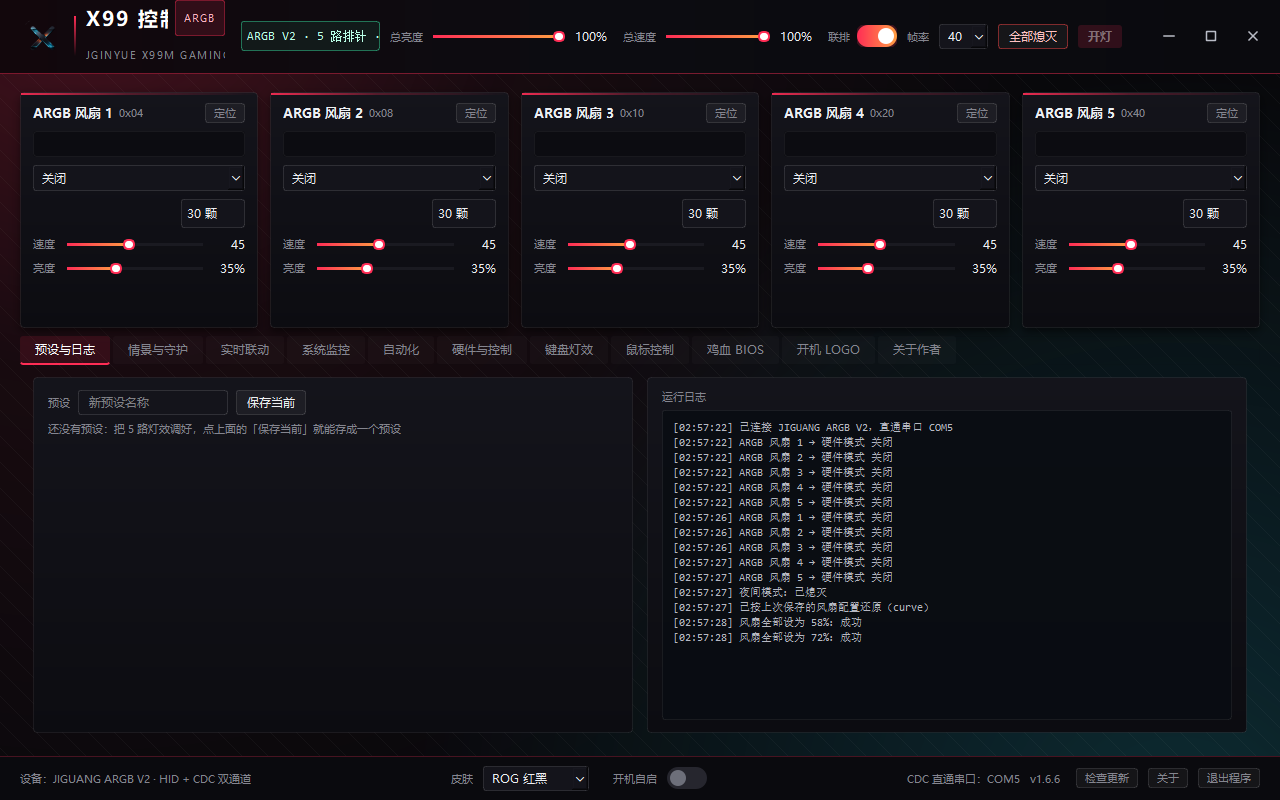 X99 控制
ARGB
JGINYUE X99M GAMING
ARGB V2 · 5 路排针 ·
总亮度 100% 总速度 100% 联排 帧率 40 全部熄灭 开灯
ARGB 风扇 1 0x04 定位
关闭
30 颗
速度 45
亮度 35%
ARGB 风扇 2 0x08 定位
关闭
30 颗
速度 45
亮度 35%
ARGB 风扇 3 0x10 定位
关闭
30 颗
速度 45
亮度 35%
ARGB 风扇 4 0x20 定位
关闭
30 颗
速度 45
亮度 35%
ARGB 风扇 5 0x40 定位
关闭
30 颗
速度 45
亮度 35%
预设与日志 情景与守护 实时联动 系统监控 自动化 硬件与控制 键盘灯效 鼠标控制 鸡血 BIOS 开机 LOGO 关于作者
预设 新预设名称 保存当前
还没有预设：把 5 路灯效调好，点上面的「保存当前」就能存成一个预设
运行日志
[02:57:22] 已连接 JIGUANG ARGB V2，直通串口 COM5
[02:57:22] ARGB 风扇 1 → 硬件模式 关闭
[02:57:22] ARGB 风扇 2 → 硬件模式 关闭
[02:57:22] ARGB 风扇 3 → 硬件模式 关闭
[02:57:22] ARGB 风扇 4 → 硬件模式 关闭
[02:57:22] ARGB 风扇 5 → 硬件模式 关闭
[02:57:26] ARGB 风扇 1 → 硬件模式 关闭
[02:57:26] ARGB 风扇 2 → 硬件模式 关闭
[02:57:26] ARGB 风扇 3 → 硬件模式 关闭
[02:57:27] ARGB 风扇 4 → 硬件模式 关闭
[02:57:27] ARGB 风扇 5 → 硬件模式 关闭
[02:57:27] 夜间模式：已熄灭
[02:57:27] 已按上次保存的风扇配置还原（curve）
[02:57:28] 风扇全部设为 58%：成功
[02:57:28] 风扇全部设为 72%：成功
设备：JIGUANG ARGB V2 · HID + CDC 双通道 皮肤 ROG 红黑 开机自启 CDC 直通串口：COM5 v1.6.6 检查更新 关于 退出程序